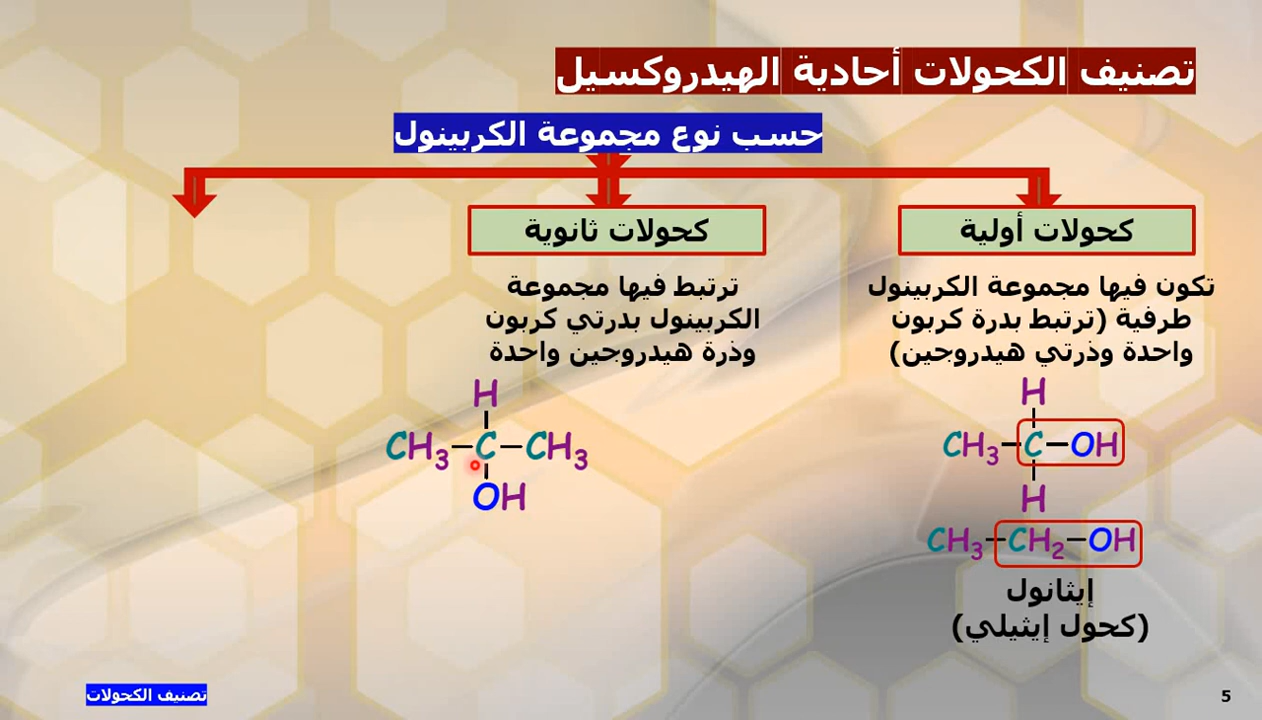 تصنيف الكحولات أحادية الهيدروكسيل
حسب نوع مجموعة الكربينول
كحولات أولية
تكون فيها مجموعة الكربينول
طرفية (ترتبط بدرة كربون
واحدة وذرتي هيدروجين)
H
CH₃–C–OH
H
CH₃–CH₂–OH
إيثانول
(كحول إيثيلي)
كحولات ثانوية
ترتبط فيها مجموعة
الكربينول بدرتي كربون
وذرة هيدروجين واحدة
H
CH₃–C–CH₃
OH
تصنيف الكحولات
5